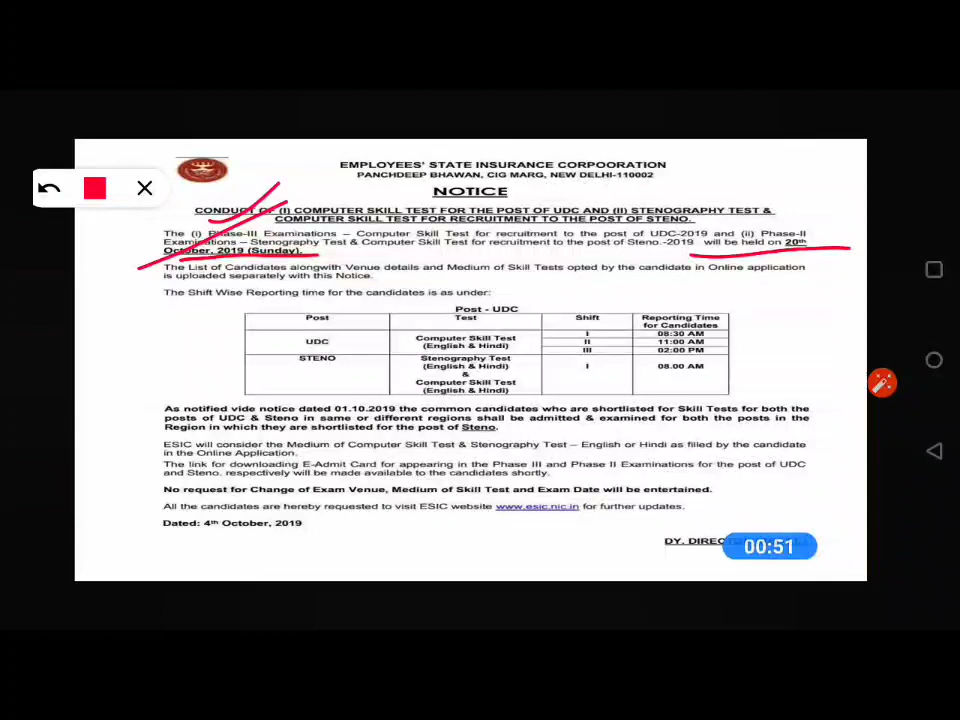 EMPLOYEES' STATE INSURANCE CORPOORATION
PANCHDEEP BHAWAN, CIG MARG, NEW DELHI-110002
NOTICE
CONDUCT OF (I) COMPUTER SKILL TEST FOR THE POST OF UDC AND (II) STENOGRAPHY TEST &
COMPUTER SKILL TEST FOR RECRUITMENT TO THE POST OF STENO.
The (i) Phase-III Examinations – Computer Skill Test for recruitment to the post of UDC-2019 and (ii) Phase-II
Examinations – Stenography Test & Computer Skill Test for recruitment to the post of Steno.-2019 will be held on 20th
October, 2019 (Sunday).
The List of Candidates alongwith Venue details and Medium of Skill Tests opted by the candidate in Online application
is uploaded separately with this Notice.
The Shift Wise Reporting time for the candidates is as under:
Post - UDC
Post Test Shift Reporting Time for Candidates
UDC Computer Skill Test (English & Hindi) I 08:30 AM
II 11:00 AM
III 02:00 PM
STENO Stenography Test (English & Hindi) & Computer Skill Test (English & Hindi) I 08.00 AM
As notified vide notice dated 01.10.2019 the common candidates who are shortlisted for Skill Tests for both the
posts of UDC & Steno in same or different regions shall be admitted & examined for both the posts in the
Region in which they are shortlisted for the post of Steno.
ESIC will consider the Medium of Computer Skill Test & Stenography Test – English or Hindi as filled by the candidate
in the Online Application.
The link for downloading E-Admit Card for appearing in the Phase III and Phase II Examinations for the post of UDC
and Steno. respectively will be made available to the candidates shortly.
No request for Change of Exam Venue, Medium of Skill Test and Exam Date will be entertained.
All the candidates are hereby requested to visit ESIC website www.esic.nic.in for further updates.
Dated: 4th October, 2019
DY.
00:51